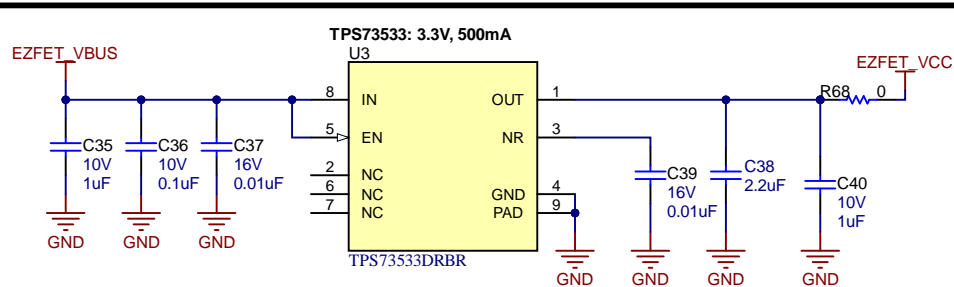 TPS73533: 3.3V, 500mA
U3
EZFET_VBUS
EZFET_VCC
8 IN
OUT 1
R68 0
5 EN
NR 3
2 NC
6 NC
7 NC
GND 4
PAD 9
C35
10V
1uF
C36
10V
0.1uF
C37
16V
0.01uF
C39
16V
0.01uF
C38
2.2uF
C40
10V
1uF
TPS73533DRBR
GND
GND
GND
GND
GND
GND
GND